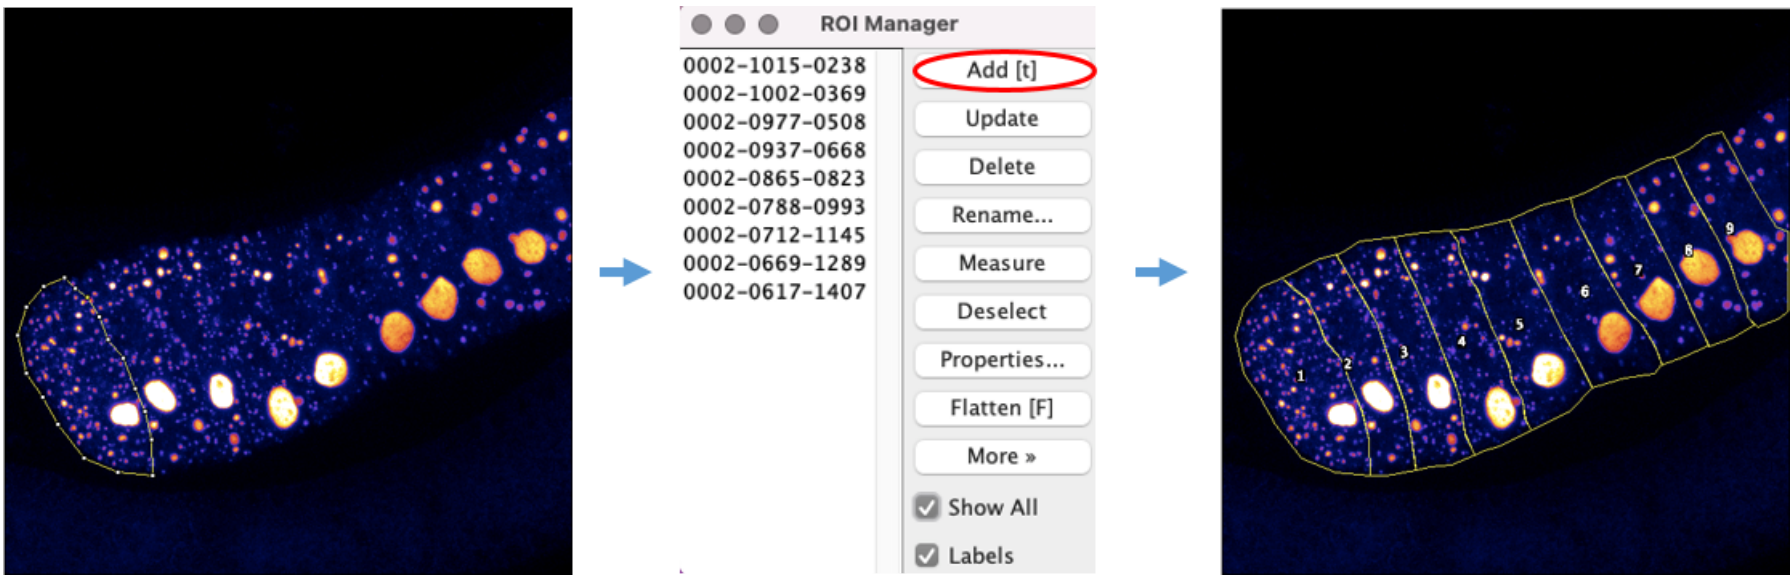 ROI Manager
0002-1015-0238
0002-1002-0369
0002-0977-0508
0002-0937-0668
0002-0865-0823
0002-0788-0993
0002-0712-1145
0002-0669-1289
0002-0617-1407
Add [t]
Update
Delete
Rename...
Measure
Deselect
Properties...
Flatten [F]
More »
Show All
Labels
1
2
3
4
5
6
7
8
9